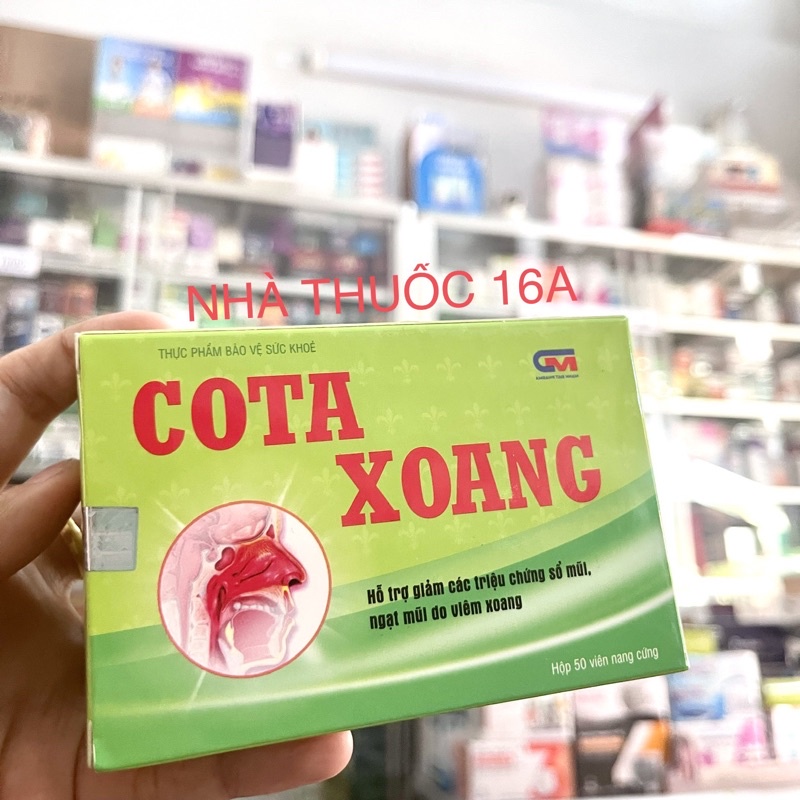 NHÀ THUỐC 16A
THỰC PHẨM BẢO VỆ SỨC KHOẺ
GM
COTA
XOANG
Hỗ trợ giảm các triệu chứng sổ mũi,
ngạt mũi do viêm xoang
Hộp 50 viên nang cứng